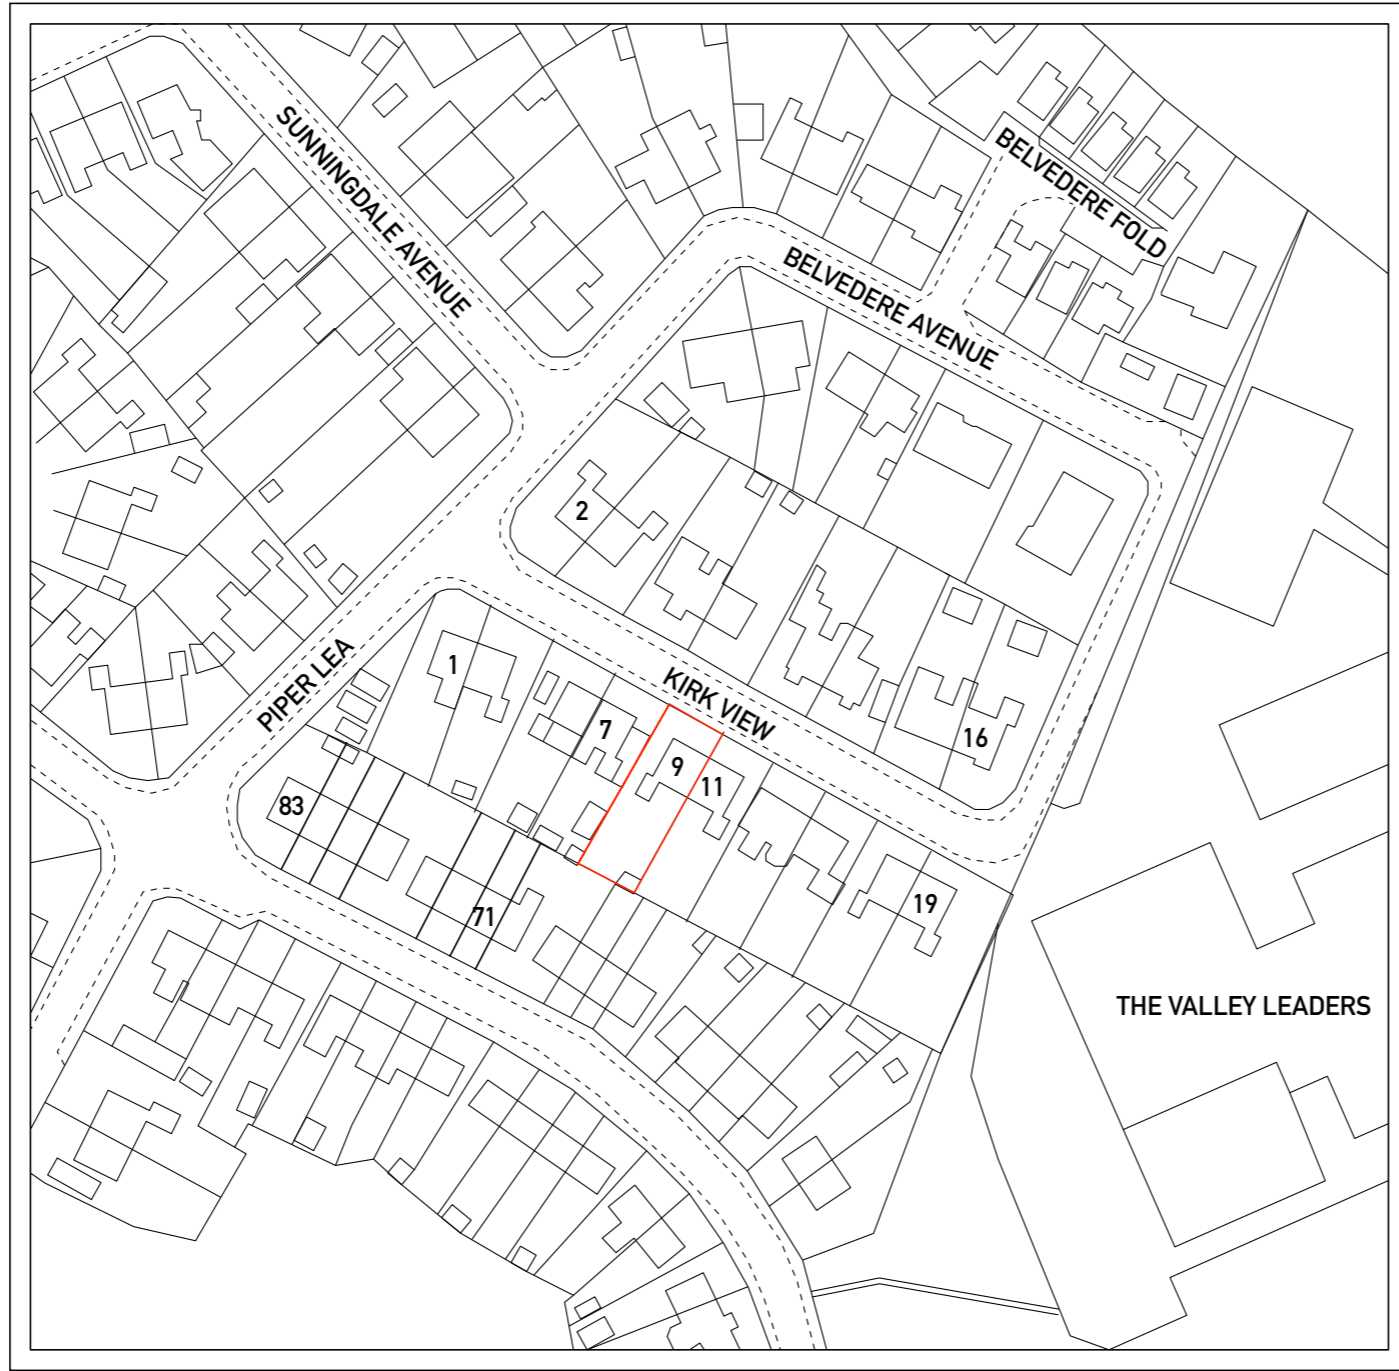 SUNNINGDALE AVENUE
BELVEDERE FOLD
BELVEDERE AVENUE
2
PIPER LEA
1
KIRK VIEW
7
9
11
16
83
71
19
THE VALLEY LEADERS